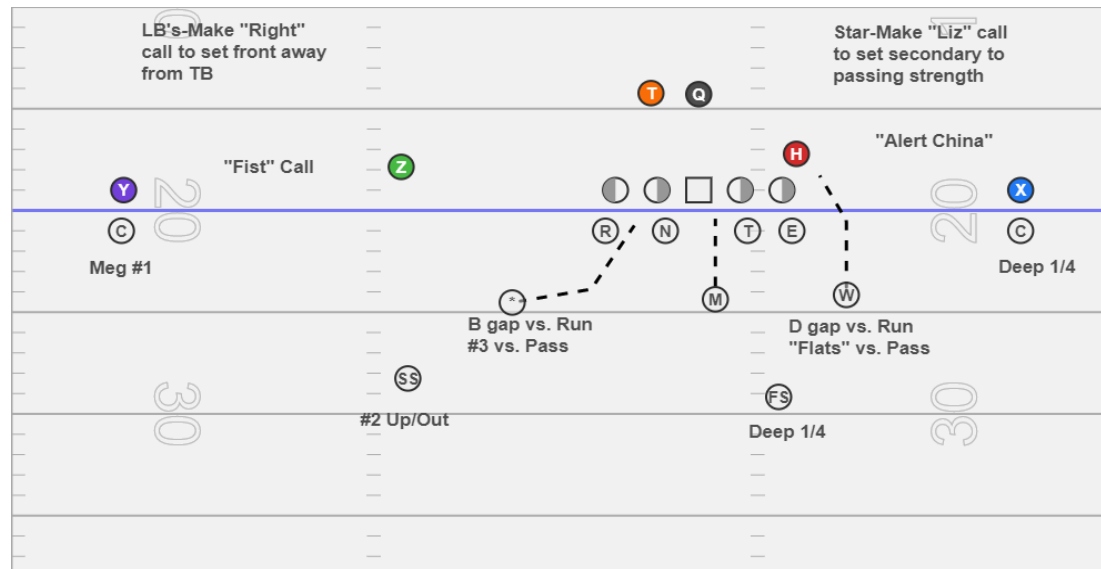 LB's-Make "Right"
call to set front away
from TB
Star-Make "Liz" call
to set secondary to
passing strength
T Q
"Fist" Call
Z
H
"Alert China"
Y
X
20
20
C
R N T E
C
Meg #1
Deep 1/4
*
M
W
B gap vs. Run
#3 vs. Pass
D gap vs. Run
"Flats" vs. Pass
SS
FS
30
30
#2 Up/Out
Deep 1/4